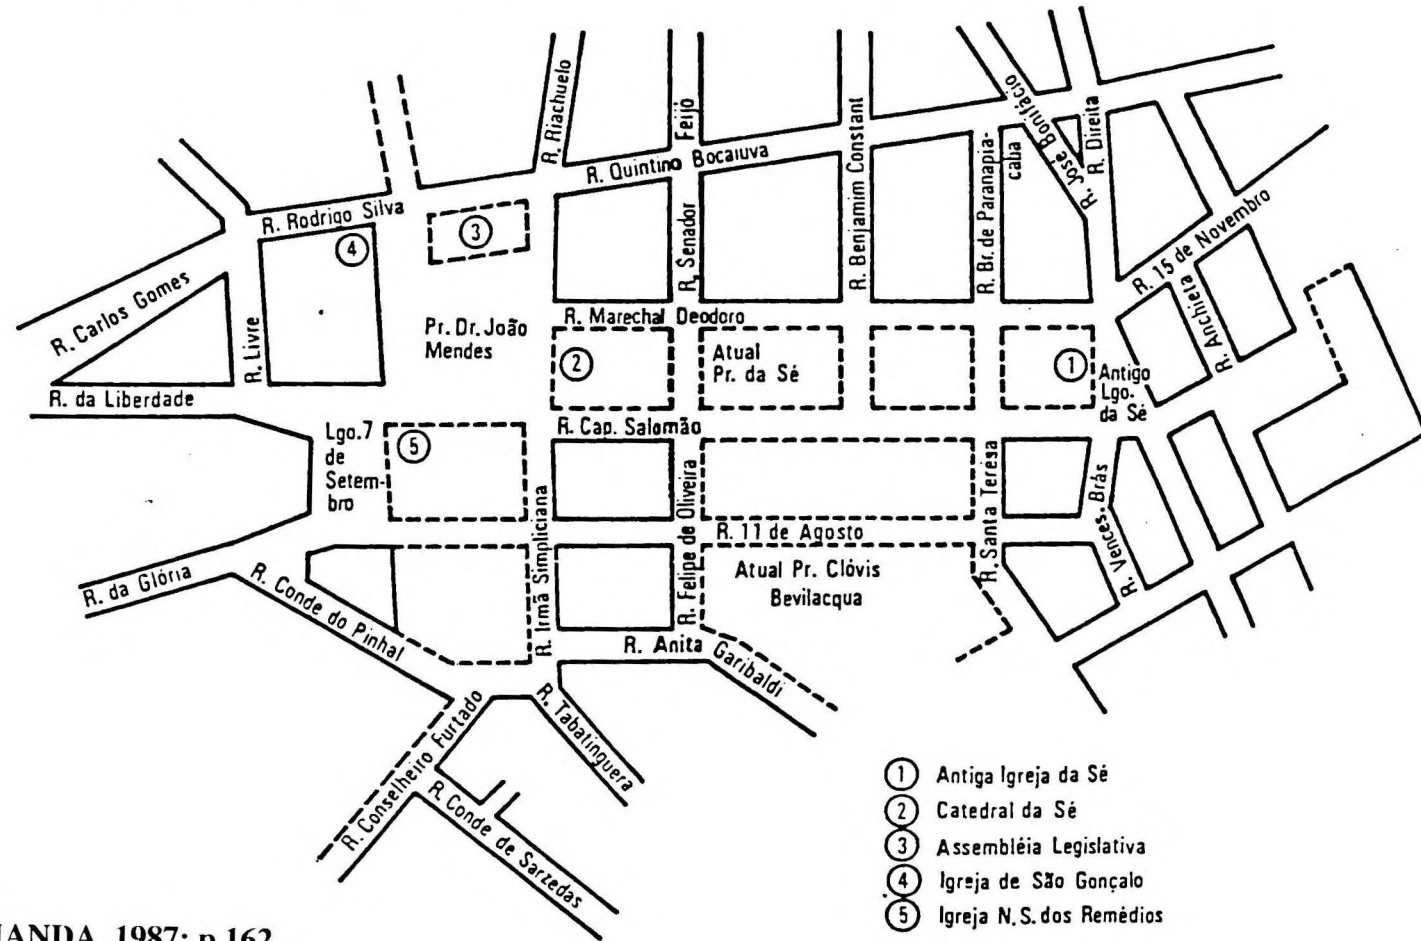 R. Riachuelo
R. Quintino Bocaiuva
R. Senador
Feijó
R. Benjamim Constant
R. Br. de Paranapia-
caba
R. José Bonifácio
R. Direita
R. 15 de Novembro
R. Anchieta
R. Rodrigo Silva
R. Carlos Gomes
R. Livre
R. da Liberdade
4
3
Pr. Dr. João
Mendes
R. Marechal Deodoro
2
Atual
Pr. da Sé
1
Antigo
Lgo.
da Sé
R. Cap. Salomão
Lgo. 7
de
Setem-
bro
5
R. Irmã Simpliciana
R. Felipe de Oliveira
R. 11 de Agosto
R. Santa Teresa
R. Vences. Brás
Atual Pr. Clóvis
Bevilacqua
R. da Glória
R. Conde do Pinhal
R. Anita
Garibaldi
R. Tabatinguera
R. Conselheiro Furtado
R. Conde de Sarzedas
1 Antiga Igreja da Sé
2 Catedral da Sé
3 Assembléia Legislativa
4 Igreja de São Gonçalo
5 Igreja N.S. dos Remédios
1987: p.162